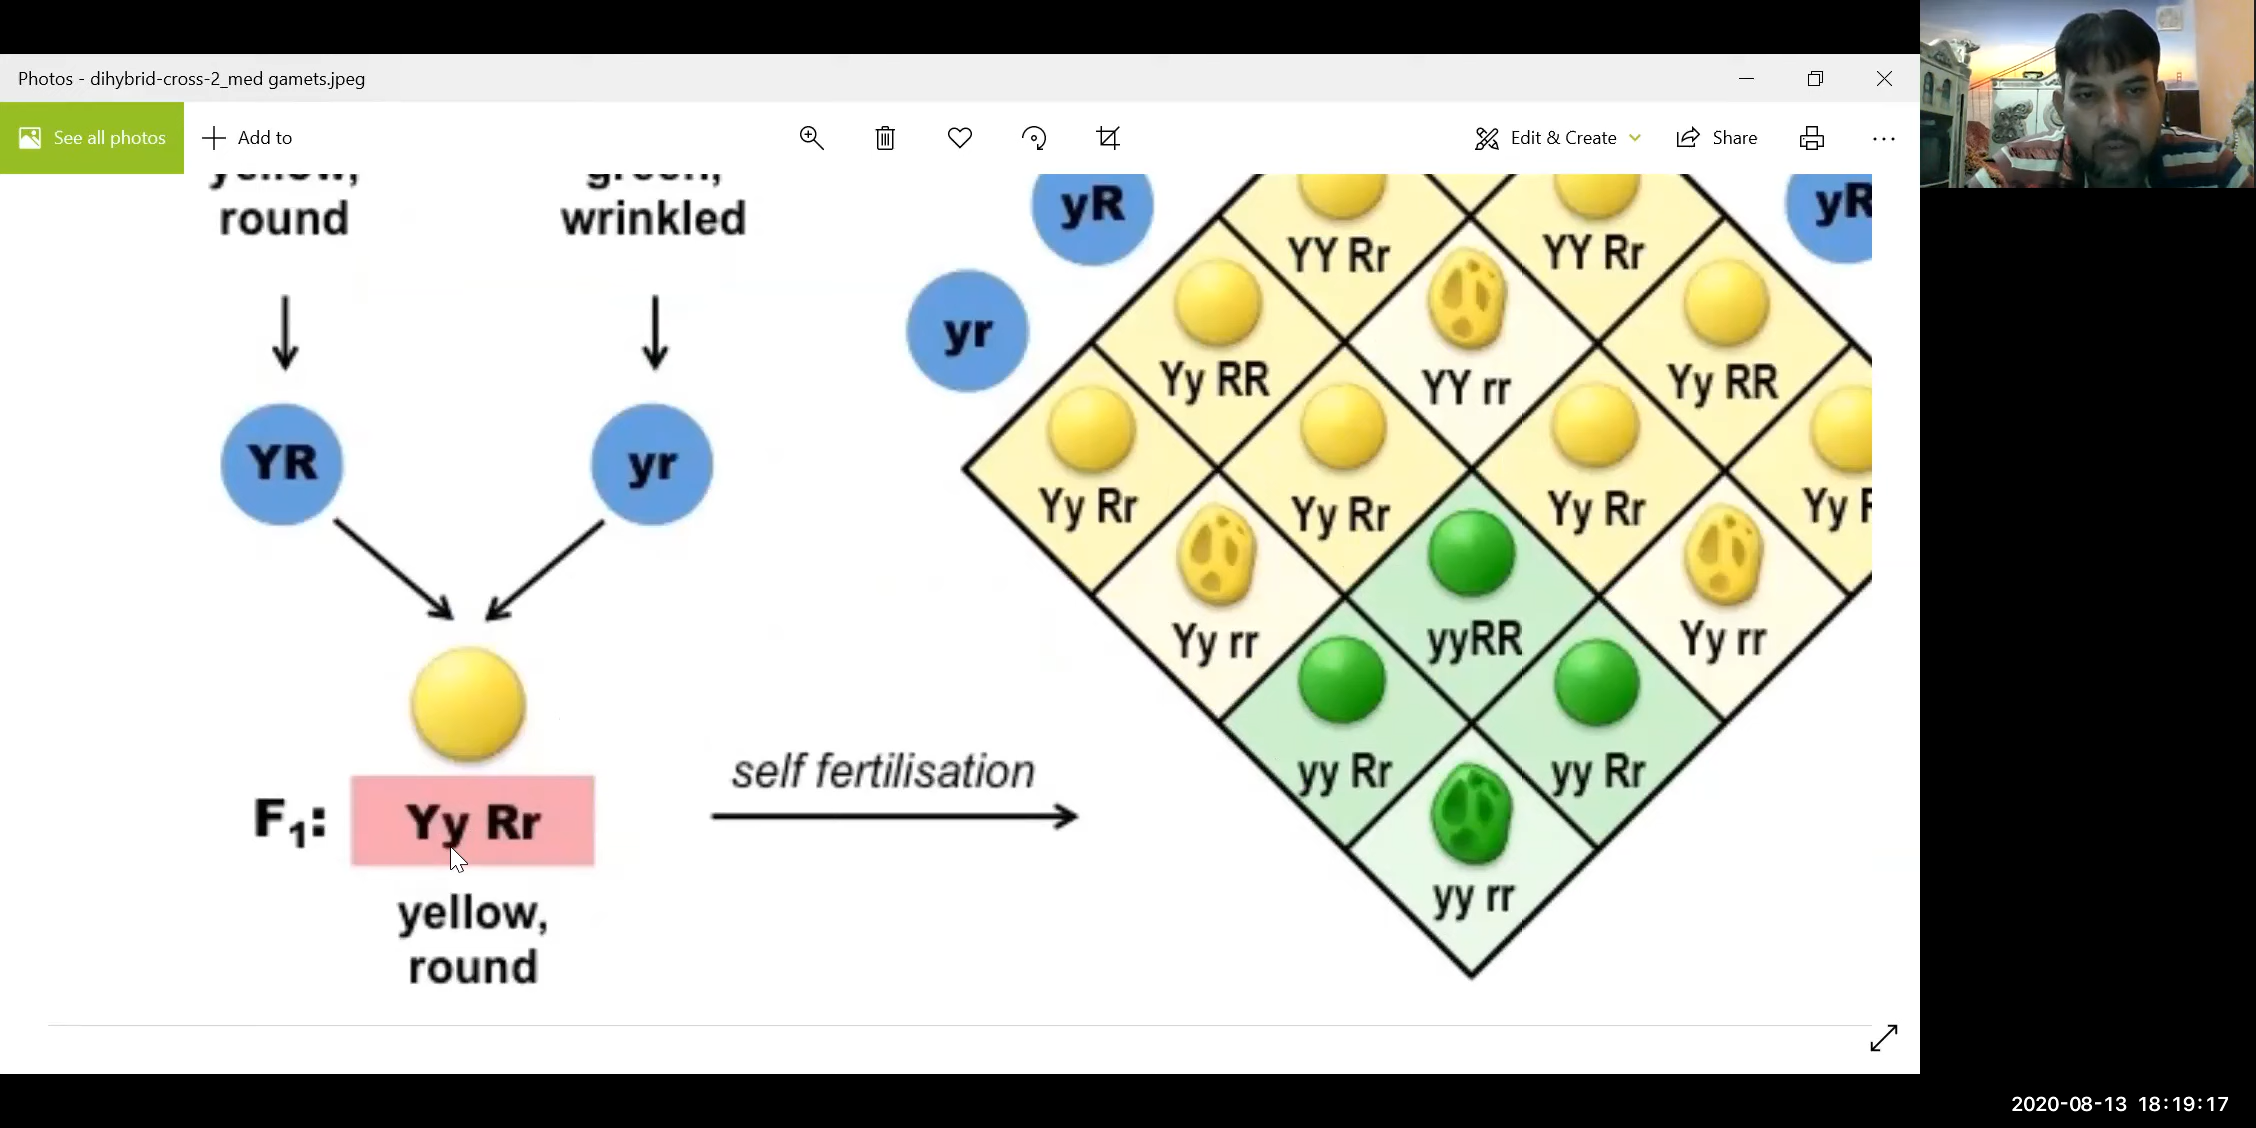 Photos - dihybrid-cross-2_med gamets.jpeg
See all photos
Add to
Edit & Create
Share
yellow,
round
green,
wrinkled
YR
yr
F₁:
Yy Rr
yellow,
round
self fertilisation
yR
yr
yR
YY Rr
YY Rr
Yy RR
YY rr
Yy RR
Yy Rr
Yy Rr
Yy Rr
Yy
Yy rr
yyRR
Yy rr
yy Rr
yy Rr
yy rr
2020-08-13 18:19:17